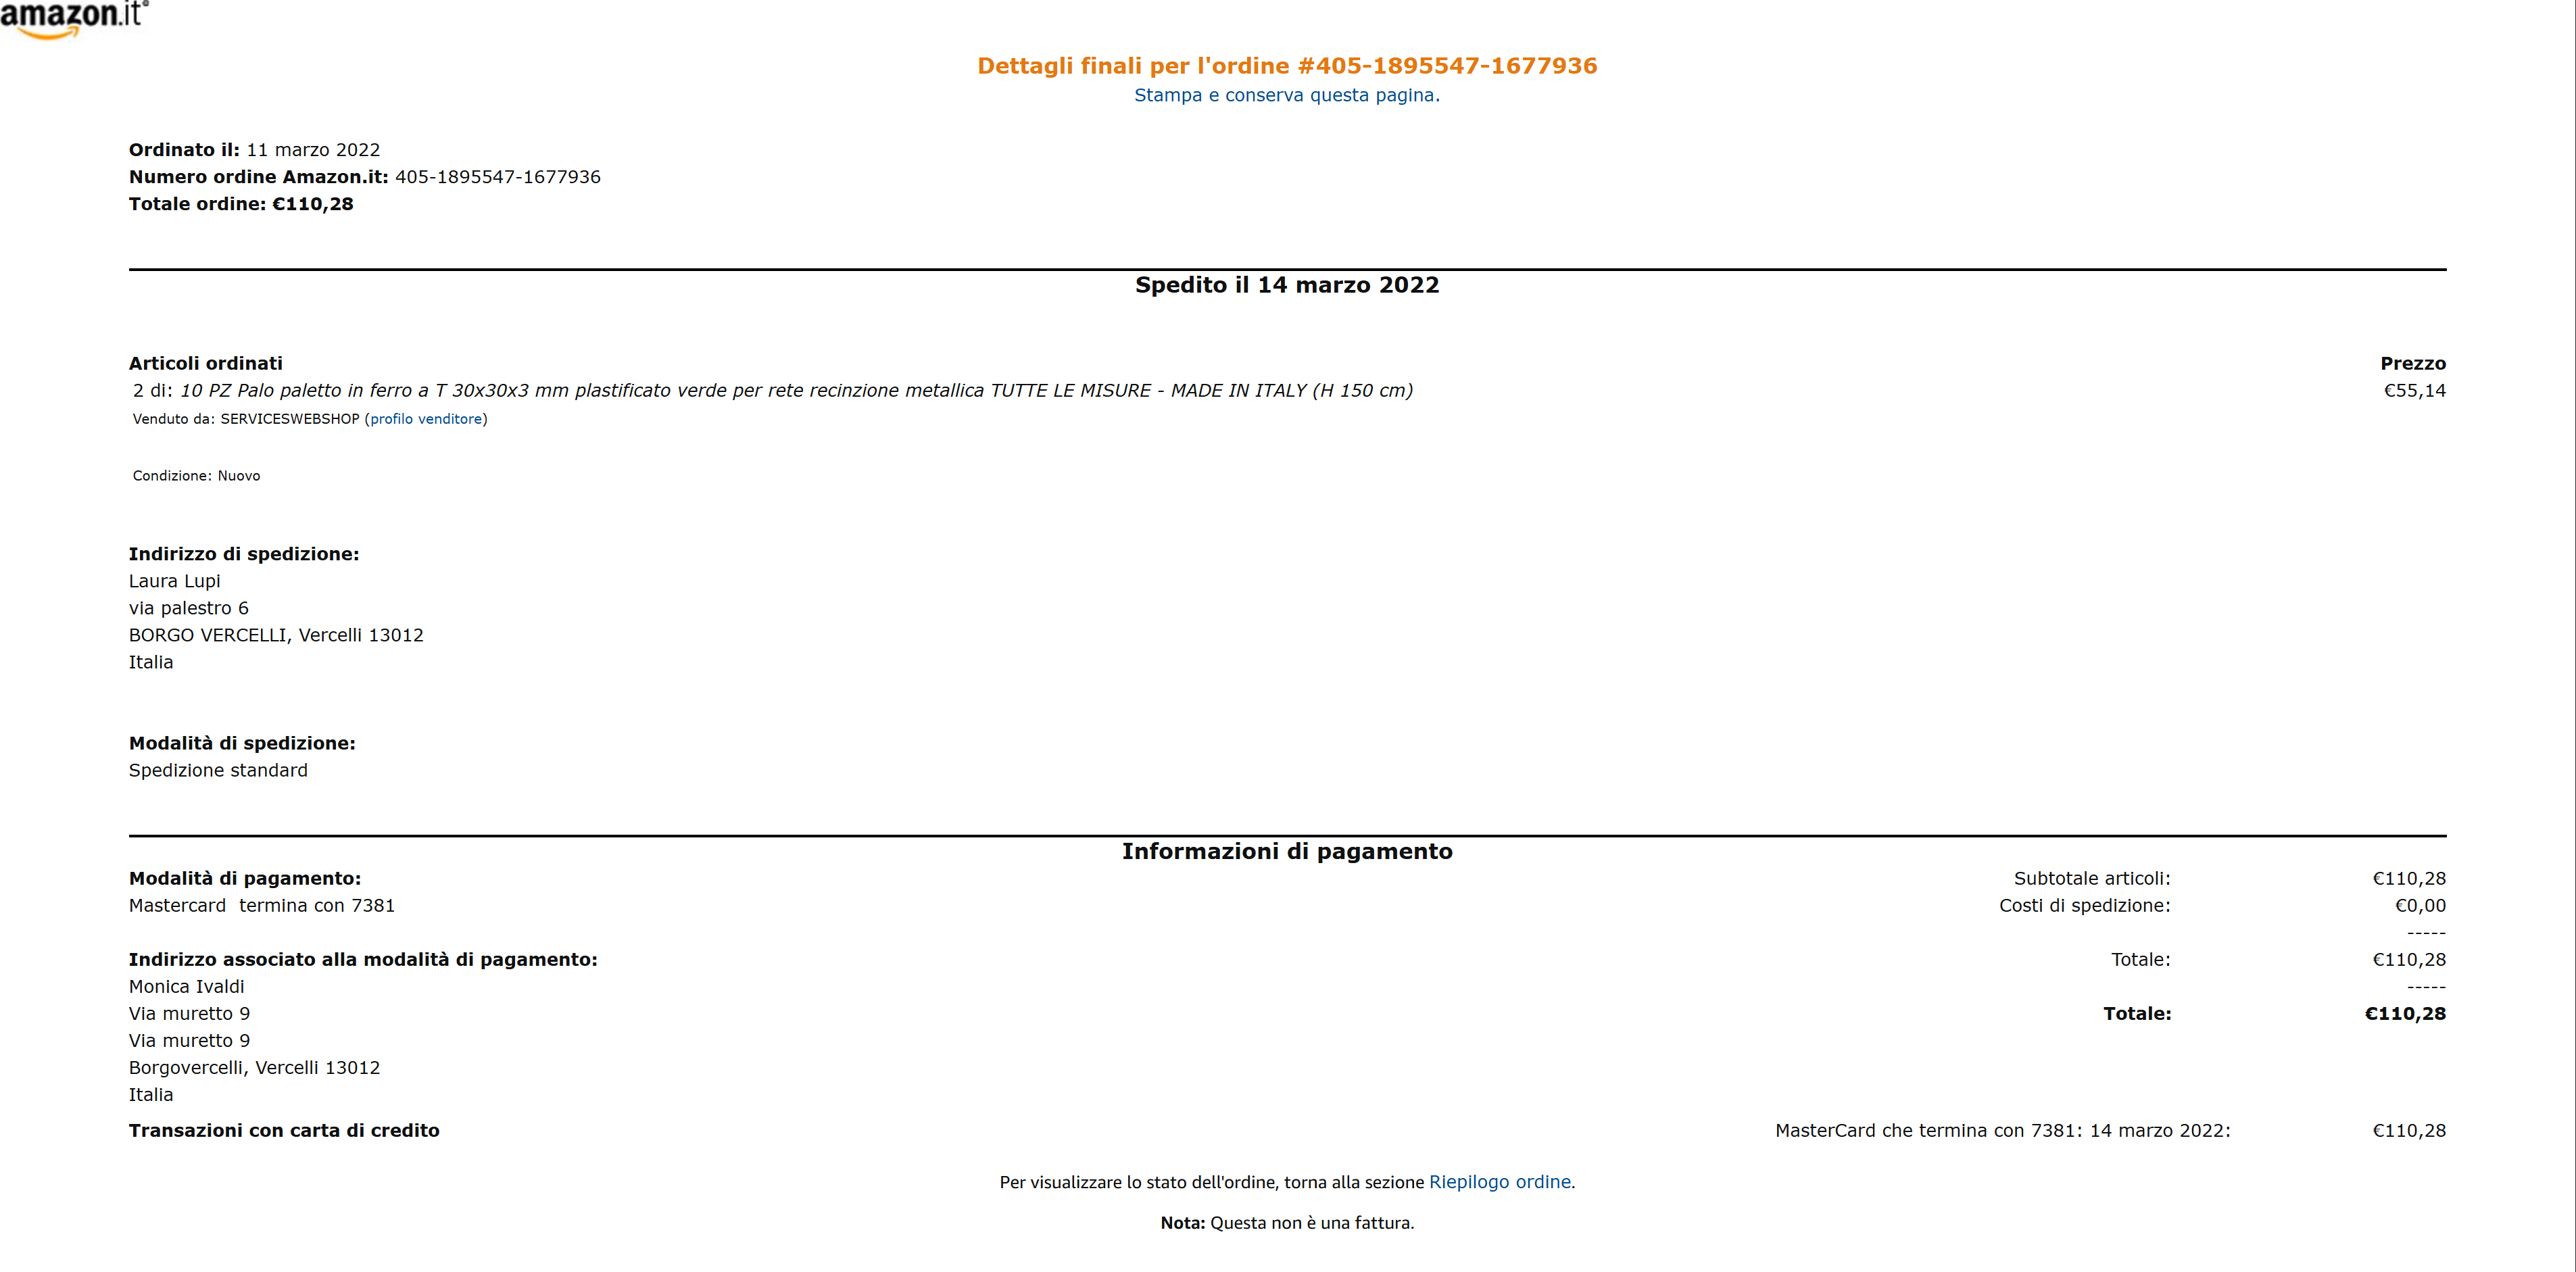 amazon.it
Dettagli finali per l'ordine #405-1895547-1677936
Stampa e conserva questa pagina.
Ordinato il: 11 marzo 2022
Numero ordine Amazon.it: 405-1895547-1677936
Totale ordine: €110,28
Spedito il 14 marzo 2022
Articoli ordinati Prezzo
2 di: 10 PZ Palo paletto in ferro a T 30x30x3 mm plastificato verde per rete recinzione metallica TUTTE LE MISURE - MADE IN ITALY (H 150 cm) €55,14
Venduto da: SERVICESWEBSHOP (profilo venditore)
Condizione: Nuovo
Indirizzo di spedizione:
Laura Lupi
via palestro 6
BORGO VERCELLI, Vercelli 13012
Italia
Modalità di spedizione:
Spedizione standard
Informazioni di pagamento
Modalità di pagamento: Subtotale articoli: €110,28
Mastercard termina con 7381 Costi di spedizione: €0,00
-----
Indirizzo associato alla modalità di pagamento: Totale: €110,28
Monica Ivaldi -----
Via muretto 9 Totale: €110,28
Via muretto 9
Borgovercelli, Vercelli 13012
Italia
Transazioni con carta di credito MasterCard che termina con 7381: 14 marzo 2022: €110,28
Per visualizzare lo stato dell'ordine, torna alla sezione Riepilogo ordine.
Nota: Questa non è una fattura.